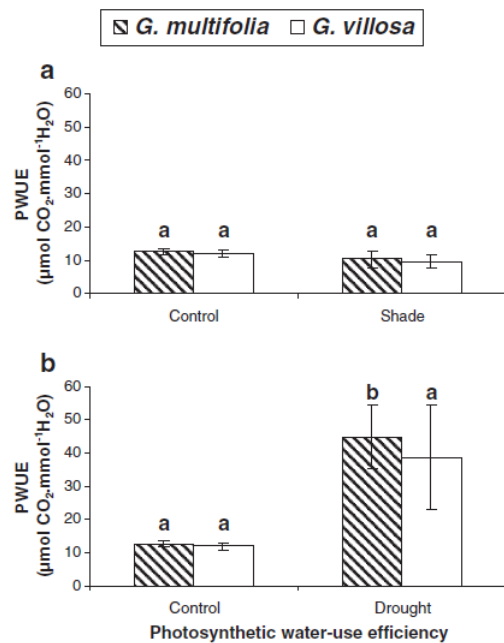 G. multifolia G. villosa
a
60
50
40
30
20
10
0
PWUE
(µmol CO₂.mmol⁻¹H₂O)
a a a a
Control Shade
b
60
50
40
30
20
10
0
PWUE
(µmol CO₂.mmol⁻¹H₂O)
a a b a
Control Drought
Photosynthetic water-use efficiency